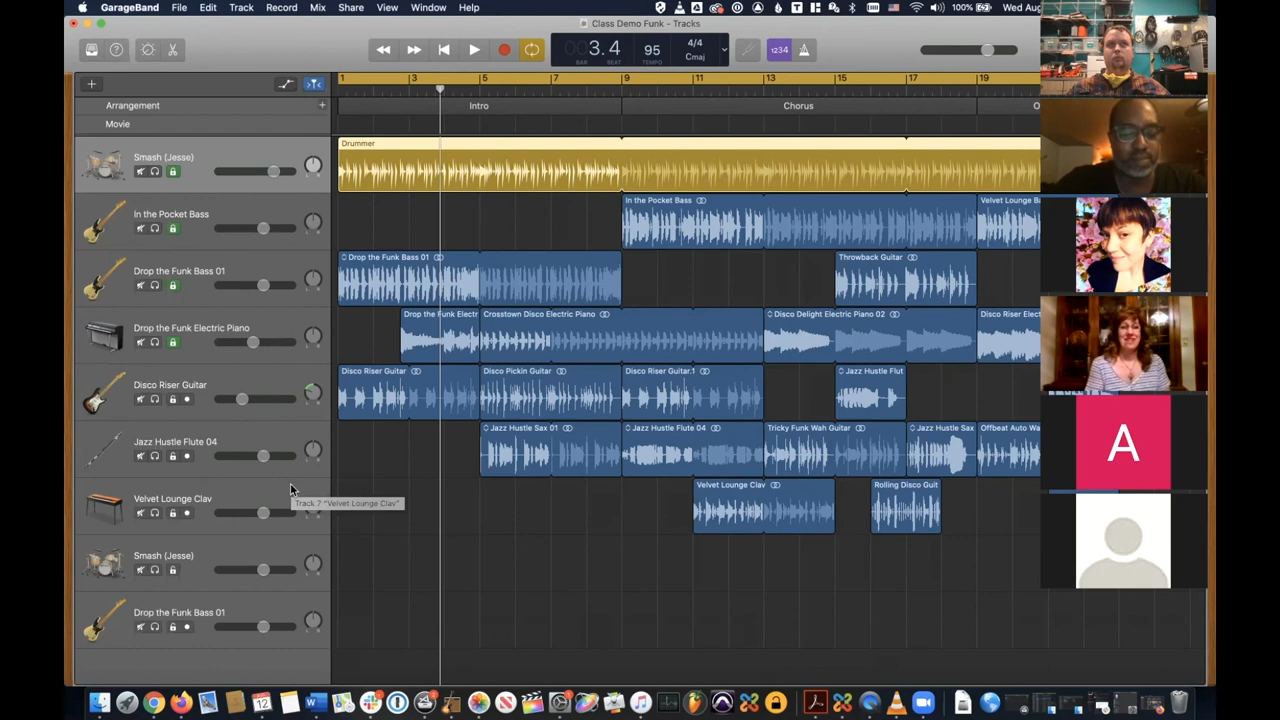 GarageBand File Edit Track Record Mix Share View Window Help 100% Wed Aug
Class Demo Funk - Tracks
003.4 95 4/4
BAR BEAT TEMPO Cmaj
1234
1 3 5 7 9 11 13 15 17 19
Arrangement Intro Chorus O
Movie
Drummer
Smash (Jesse)
In the Pocket Bass
In the Pocket Bass Velvet Lounge Ba
Drop the Funk Bass 01
Drop the Funk Bass 01 Throwback Guitar
Drop the Funk Electric Piano
Drop the Funk Electr Crosstown Disco Electric Piano Disco Delight Electric Piano 02 Disco Riser Elect
Disco Riser Guitar
Disco Riser Guitar Disco Pickin Guitar Disco Riser Guitar.1 Jazz Hustle Flut
Jazz Hustle Flute 04
Jazz Hustle Sax 01 Jazz Hustle Flute 04 Tricky Funk Wah Guitar Jazz Hustle Sax Offbeat Auto Wa
A
Velvet Lounge Clav
Velvet Lounge Clav Rolling Disco Guit
Track 7 "Velvet Lounge Clav"
Smash (Jesse)
Drop the Funk Bass 01
12